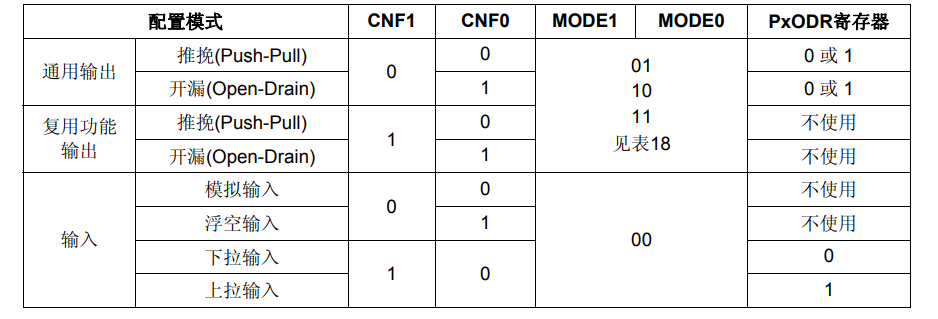 配置模式 CNF1 CNF0 MODE1 MODE0 PxODR寄存器
通用输出 推挽(Push-Pull) 0 0 01
10
11
见表18 0 或 1
开漏(Open-Drain) 1 0 或 1
复用功能
输出 推挽(Push-Pull) 1 0 不使用
开漏(Open-Drain) 1 不使用
输入 模拟输入 0 0 00 不使用
浮空输入 1 不使用
下拉输入 1 0 0
上拉输入 1